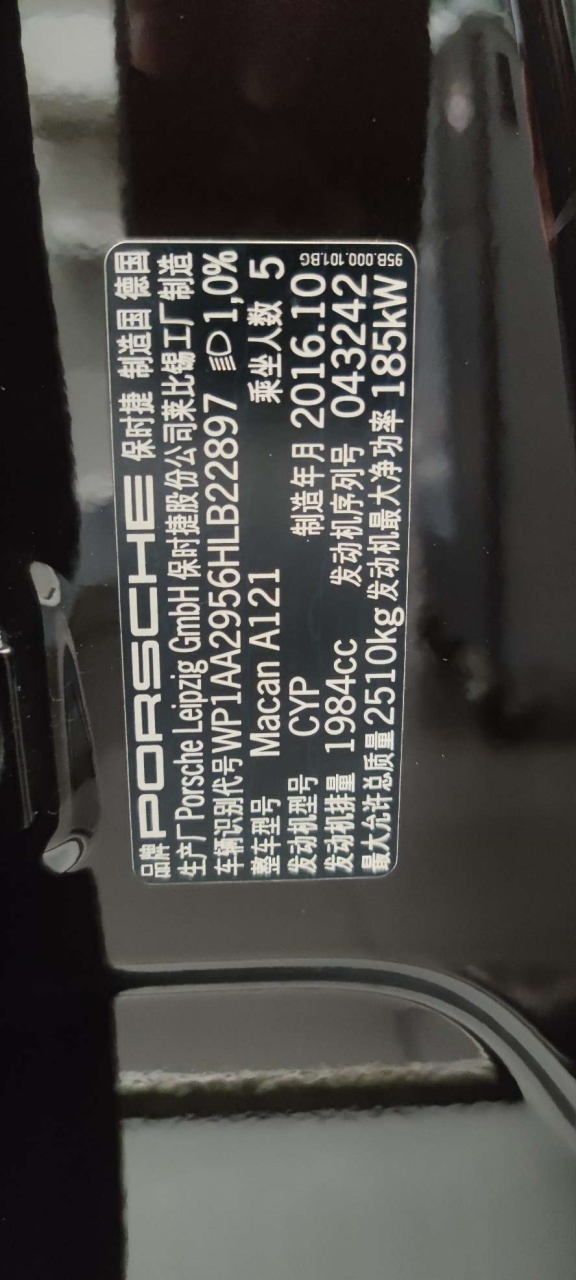 品牌 PORSCHE 保时捷 制造国 德国
生产厂 Porsche Leipzig GmbH 保时捷股份公司莱比锡工厂制造
车辆识别代号 WP1AA2956HLB22897 1,0%
整车型号 Macan A121 乘坐人数 5
发动机型号 CYP 制造年月 2016.10
发动机排量 1984cc 发动机序列号 043242
最大允许总质量 2510kg 发动机最大净功率 185kW
95B.000.101.BG